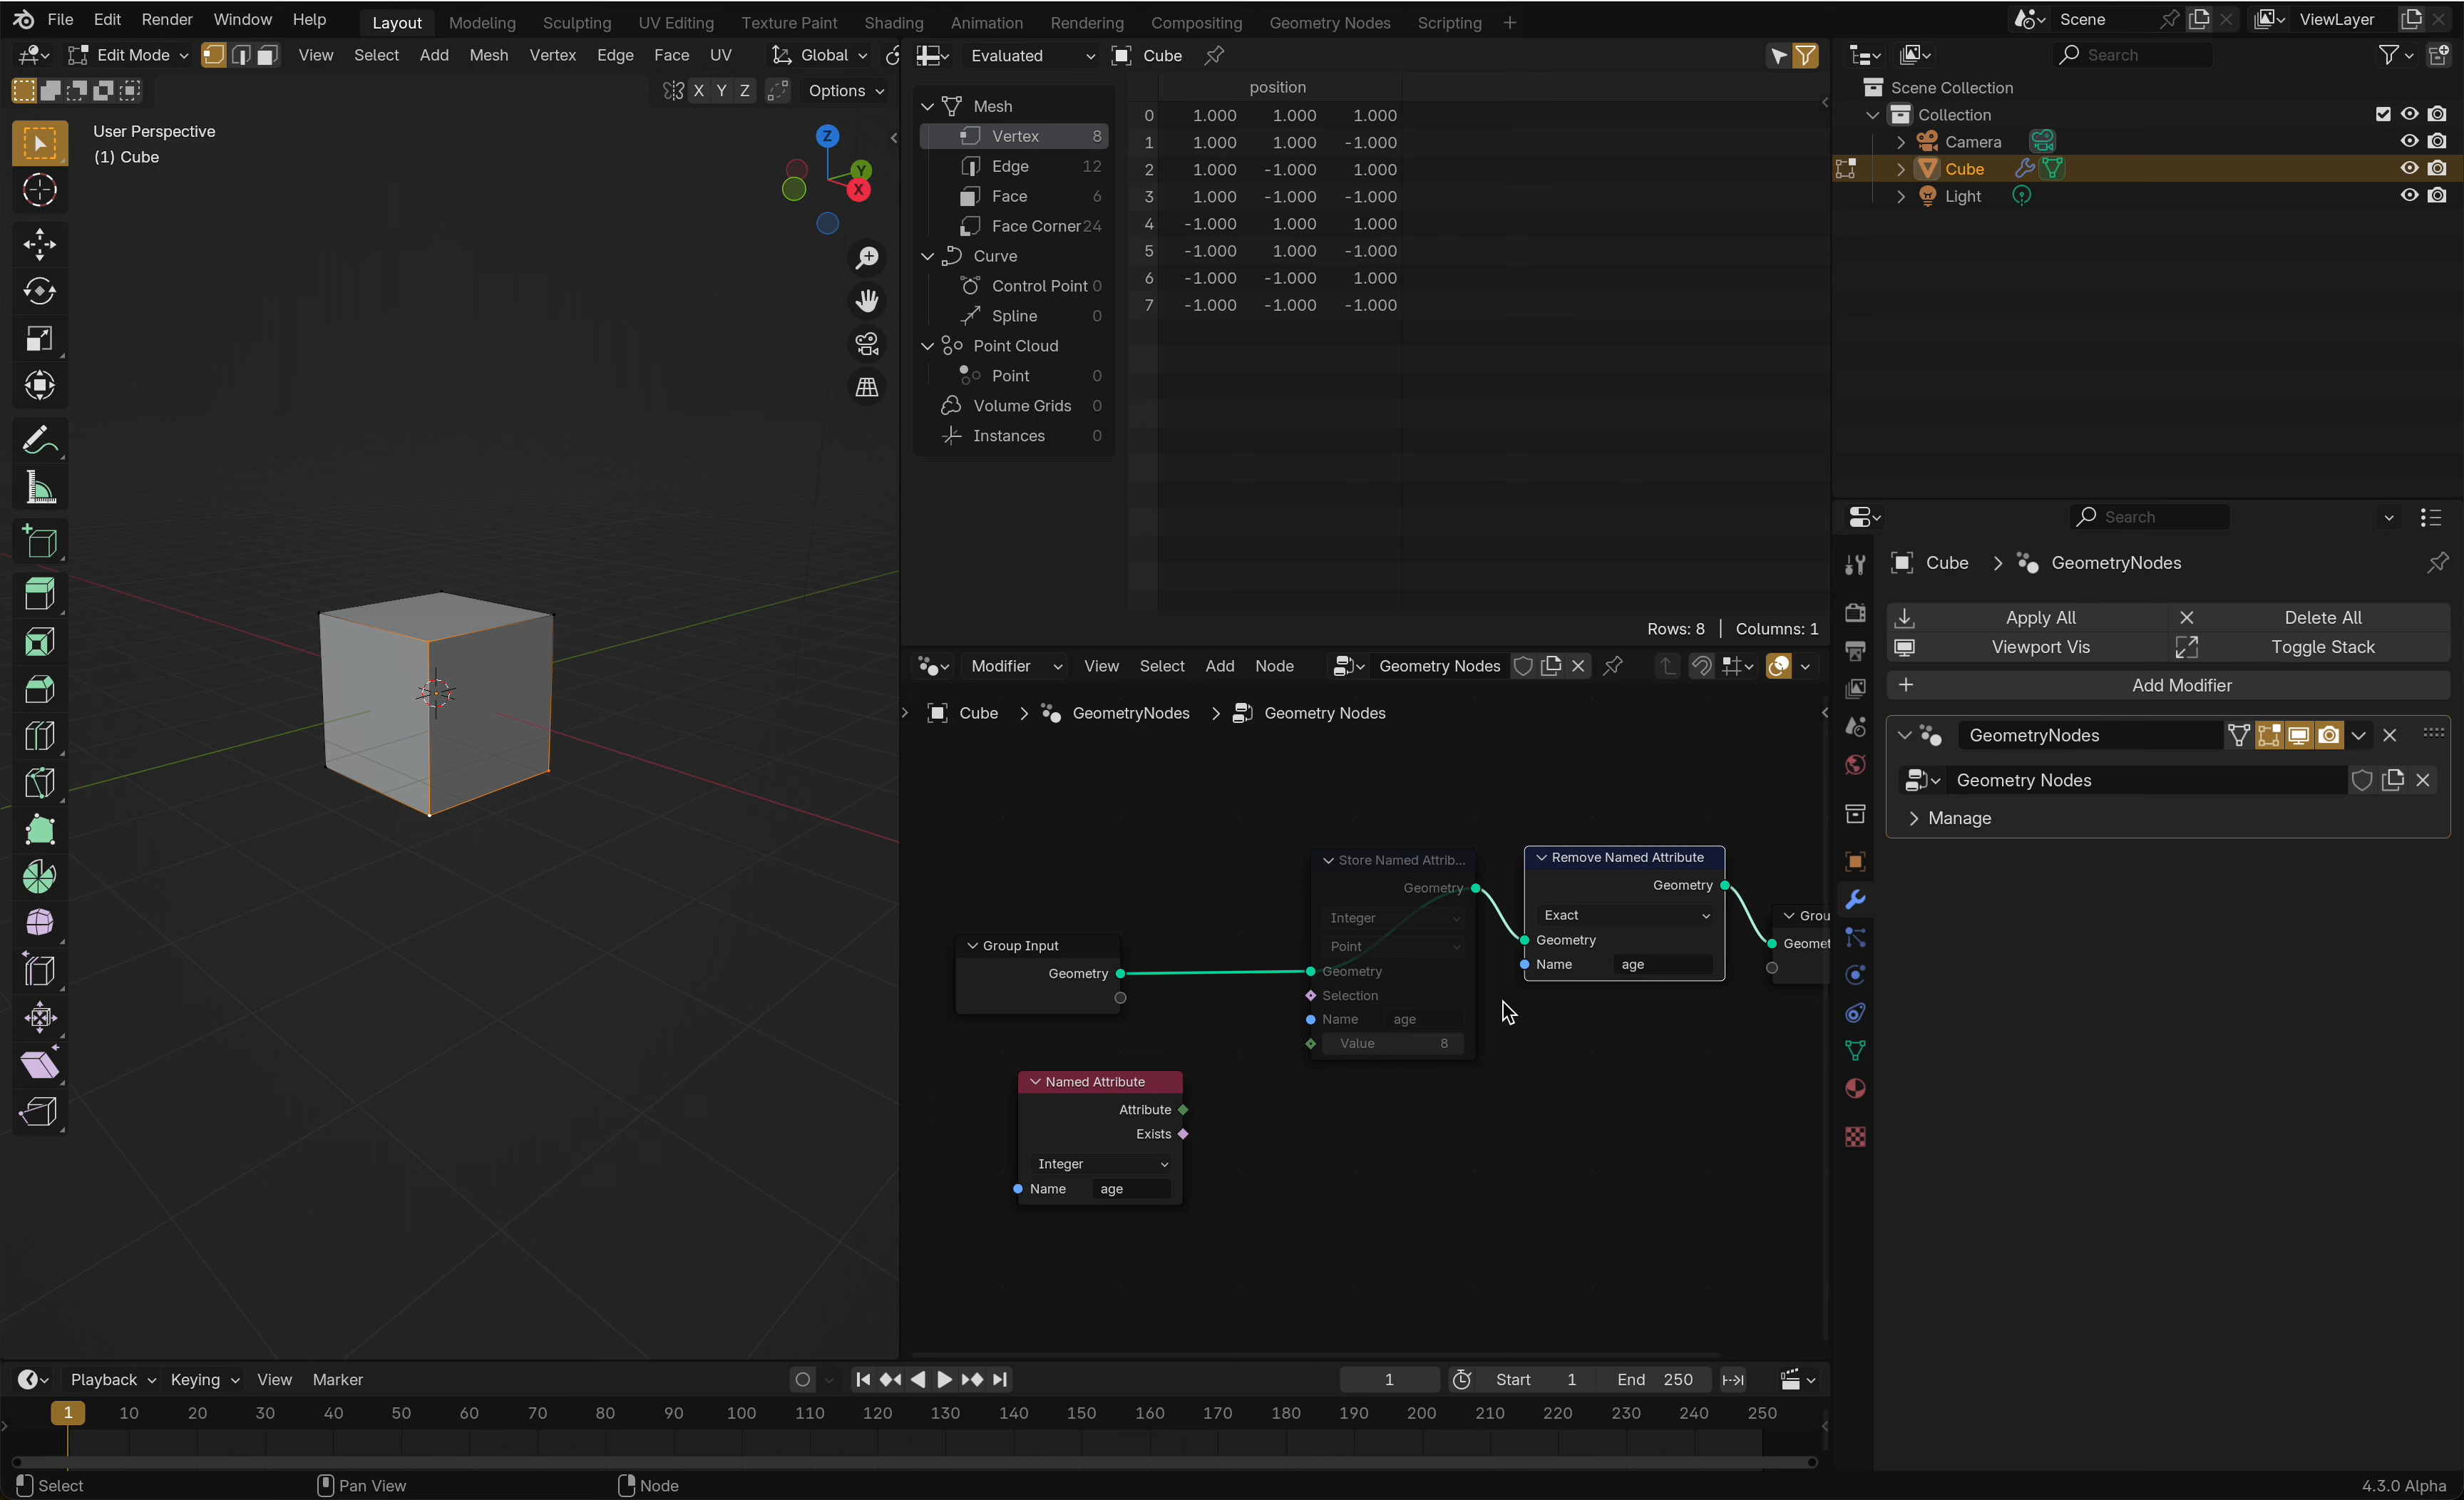 File Edit Render Window Help Layout Modeling Sculpting UV Editing Texture Paint Shading Animation Rendering Compositing Geometry Nodes Scripting + Scene ViewLayer
Edit Mode View Select Add Mesh Vertex Edge Face UV Global
X Y Z Options
User Perspective
(1) Cube
Z
Y
X
Evaluated Cube
position
Mesh
Vertex 8
Edge 12
Face 6
Face Corner 24
Curve
Control Point 0
Spline 0
Point Cloud
Point 0
Volume Grids 0
Instances 0
0 1.000 1.000 1.000
1 1.000 1.000 -1.000
2 1.000 -1.000 1.000
3 1.000 -1.000 -1.000
4 -1.000 1.000 1.000
5 -1.000 1.000 -1.000
6 -1.000 -1.000 1.000
7 -1.000 -1.000 -1.000
Rows: 8 | Columns: 1
Search
Scene Collection
Collection
Camera
Cube
Light
Modifier View Select Add Node Geometry Nodes
Cube > GeometryNodes > Geometry Nodes
Group Input
Geometry
Store Named Attrib...
Geometry
Integer
Point
Geometry
Selection
Name age
Value 8
Remove Named Attribute
Geometry
Exact
Geometry
Name age
Grou
Geomet
Named Attribute
Attribute
Exists
Integer
Name age
Search
Cube > GeometryNodes
Apply All Delete All
Viewport Vis Toggle Stack
+ Add Modifier
GeometryNodes
Geometry Nodes
Manage
Playback Keying View Marker 1 Start 1 End 250
1 10 20 30 40 50 60 70 80 90 100 110 120 130 140 150 160 170 180 190 200 210 220 230 240 250
Select Pan View Node 4.3.0 Alpha